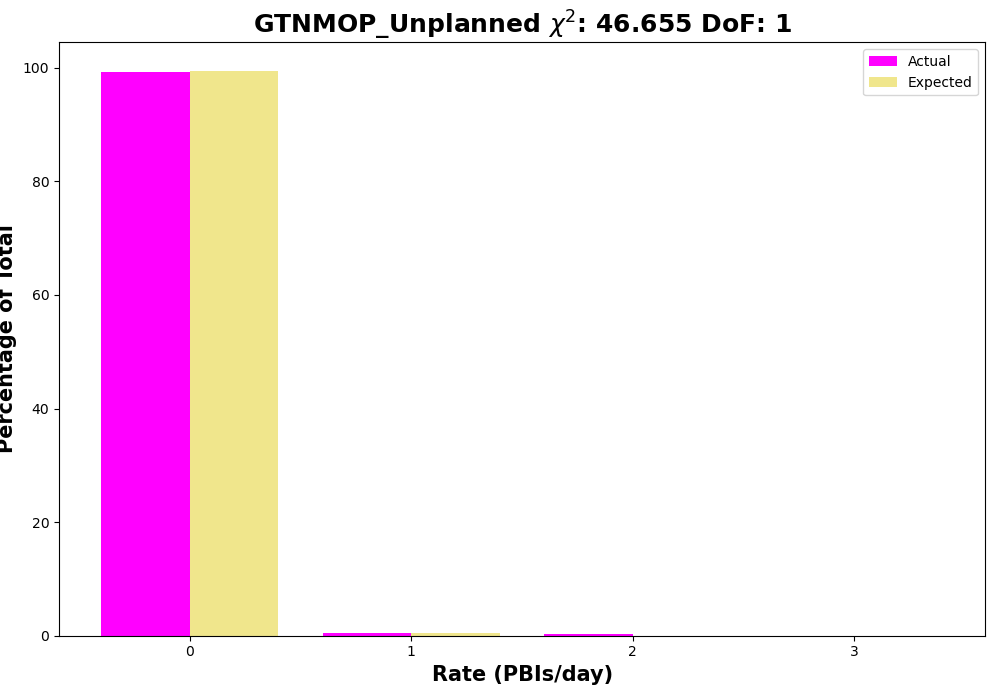 GTNMOP_Unplanned χ²: 46.655 DoF: 1
Actual
Expected
100
80
60
40
20
0
Percentage of Total
0 1 2 3
Rate (PBIs/day)